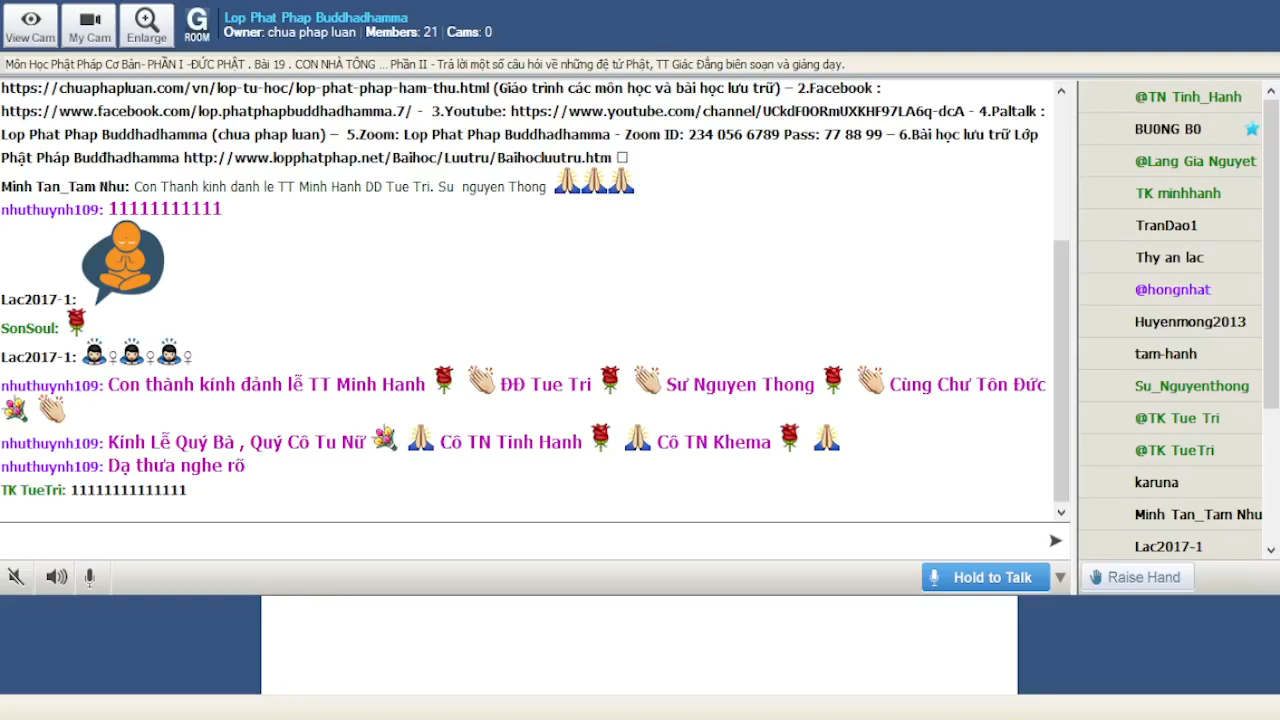 View Cam
My Cam
Enlarge
G
ROOM
Lop Phat Phap Buddhadhamma
Owner: chua phap luan | Members: 21 | Cams: 0
Môn Học Phật Pháp Cơ Bản- PHẦN I -ĐỨC PHẬT . Bài 19 . CON NHÀ TÔNG ... Phần II - Trả lời một số câu hỏi về những đệ tử Phật, TT Giác Đẳng biên soạn và giảng dạy.
https://chuaphapluan.com/vn/lop-tu-hoc/lop-phat-phap-ham-thu.html (Giáo trình các môn học và bài học lưu trữ) – 2.Facebook :
https://www.facebook.com/lop.phatphapbuddhadhamma.7/ - 3.Youtube: https://www.youtube.com/channel/UCkdF0ORmUXKHF97LA6q-dcA - 4.Paltalk :
Lop Phat Phap Buddhadhamma (chua phap luan) – 5.Zoom: Lop Phat Phap Buddhadhamma - Zoom ID: 234 056 6789 Pass: 77 88 99 – 6.Bài học lưu trữ Lớp
Phật Pháp Buđđhadhamma http://www.lopphatphap.net/Baihoc/Luutru/Baihocluutru.htm
Minh Tan_Tam Nhu: Con Thanh kinh danh le TT Minh Hanh DD Tue Tri. Su nguyen Thong 🙏🙏🙏
nhuthuynh109: 11111111111
Lac2017-1:
SonSoul: 🌹
Lac2017-1: 🙇♀🙇♀🙇♀
nhuthuynh109: Con thành kính đảnh lễ TT Minh Hanh 🌹 👏 ĐĐ Tue Tri 🌹 👏 Sư Nguyen Thong 🌹 👏 Cùng Chư Tôn Đức
💐 👏
nhuthuynh109: Kính Lễ Quý Bà , Quý Cô Tu Nữ 💐 🙏 Cô TN Tinh Hanh 🌹 🙏 Cô TN Khema 🌹 🙏
nhuthuynh109: Dạ thưa nghe rõ
TK TueTri: 11111111111111
Hold to Talk
@TN Tinh_Hanh
BU0NG B0
@Lang Gia Nguyet
TK minhhanh
TranDao1
Thy an lac
@hongnhat
Huyenmong2013
tam-hanh
Su_Nguyenthong
@TK Tue Tri
@TK TueTri
karuna
Minh Tan_Tam Nhu
Lac2017-1
Raise Hand